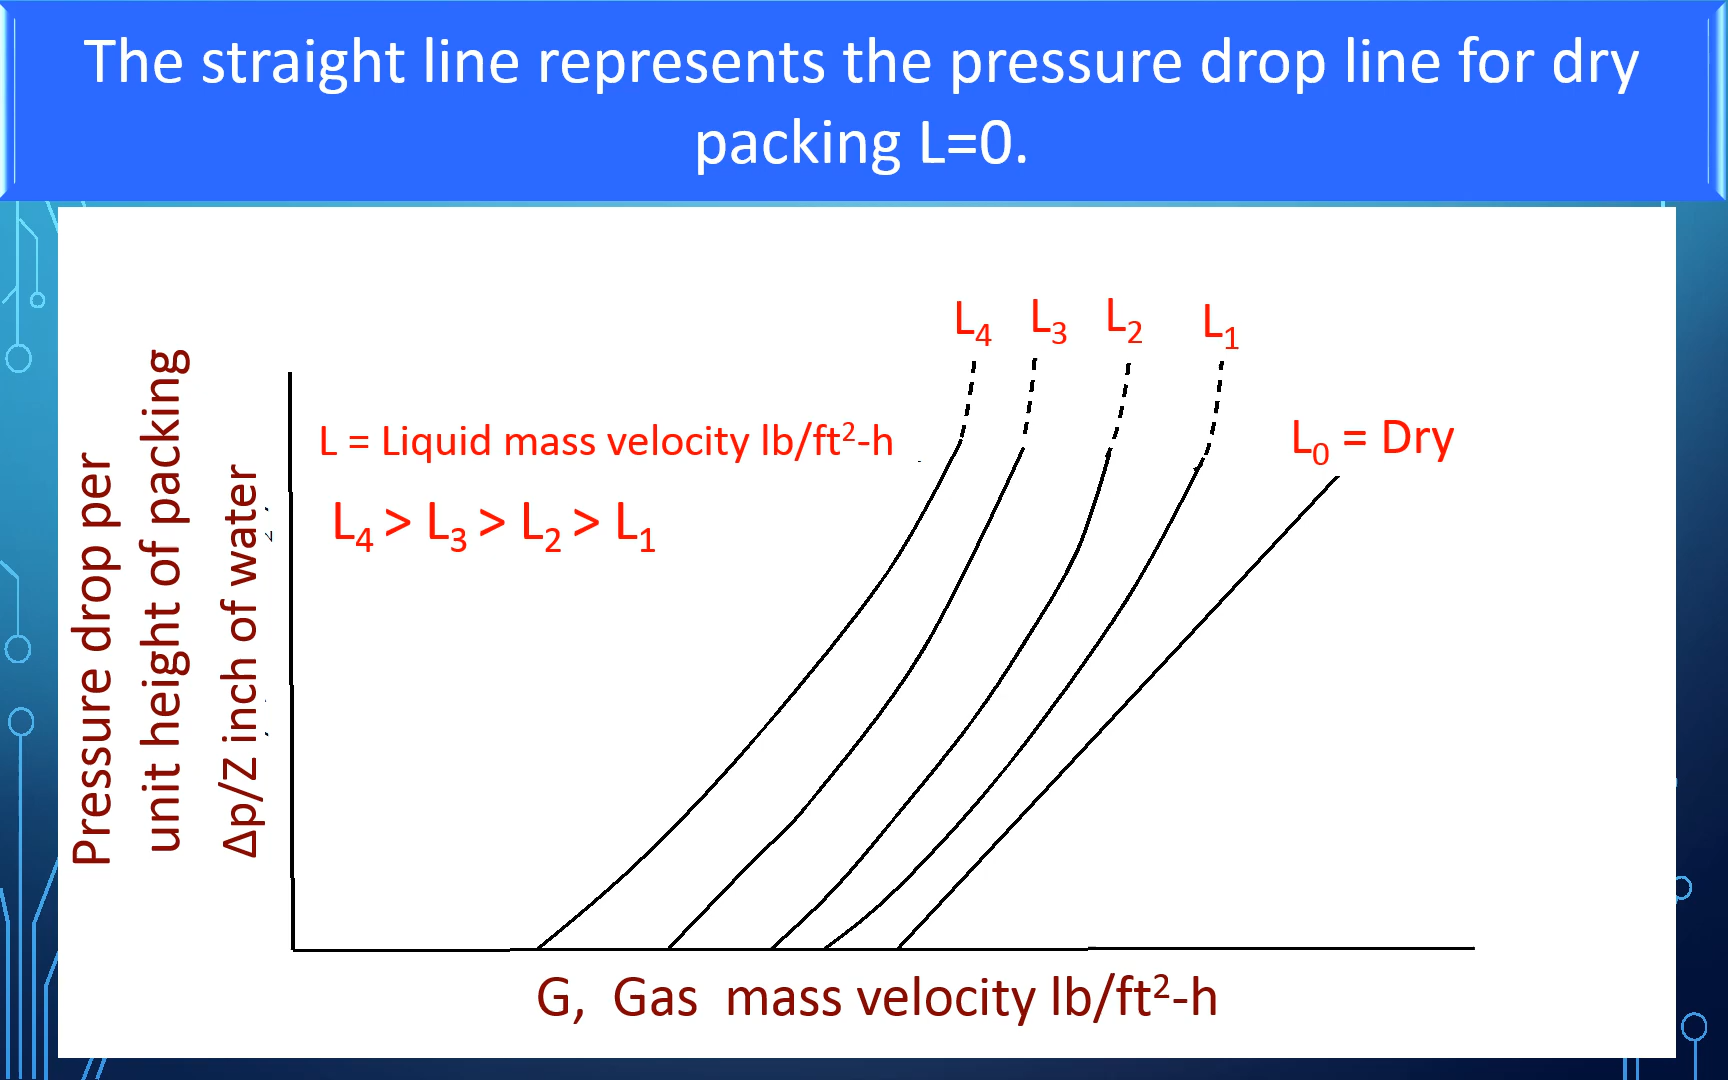 The straight line represents the pressure drop line for dry
packing L=0.
L₄ L₃ L₂ L₁
L₀ = Dry
L = Liquid mass velocity lb/ft²-h
L₄ > L₃ > L₂ > L₁
Pressure drop per
unit height of packing
Δp/Z inch of water
G, Gas mass velocity lb/ft²-h